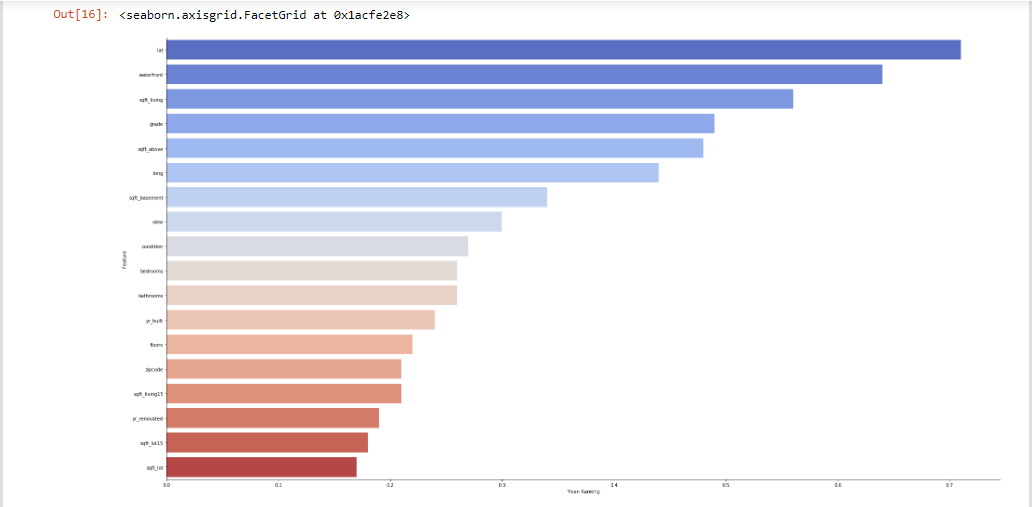 Out[16]: <seaborn.axisgrid.FacetGrid at 0x1acfe2e8>
lat
waterfront
sqft_living
grade
sqft_above
long
sqft_basement
view
condition
bedrooms
bathrooms
yr_built
floors
zipcode
sqft_living15
yr_renovated
sqft_lot15
sqft_lot
Feature
0.0 0.1 0.2 0.3 0.4 0.5 0.6 0.7
Mean Ranking